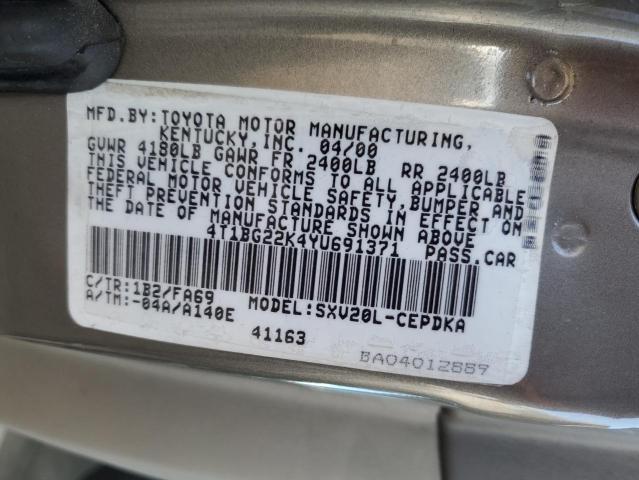 MFD.BY:TOYOTA MOTOR MANUFACTURING,
KENTUCKY, INC. 04/00
GVWR 4180LB GAWR FR 2400LB RR 2400LB
THIS VEHICLE CONFORMS TO ALL APPLICABLE
FEDERAL MOTOR VEHICLE SAFETY, BUMPER AND
THEFT PREVENTION STANDARDS IN EFFECT ON
THE DATE OF MANUFACTURE SHOWN ABOVE
4T1BG22K4YU691371 PASS.CAR
C/TR:1B2/FA69 MODEL:SXV20L-CEPDKA
A/TM:-04A/A140E
41163
BA04012889